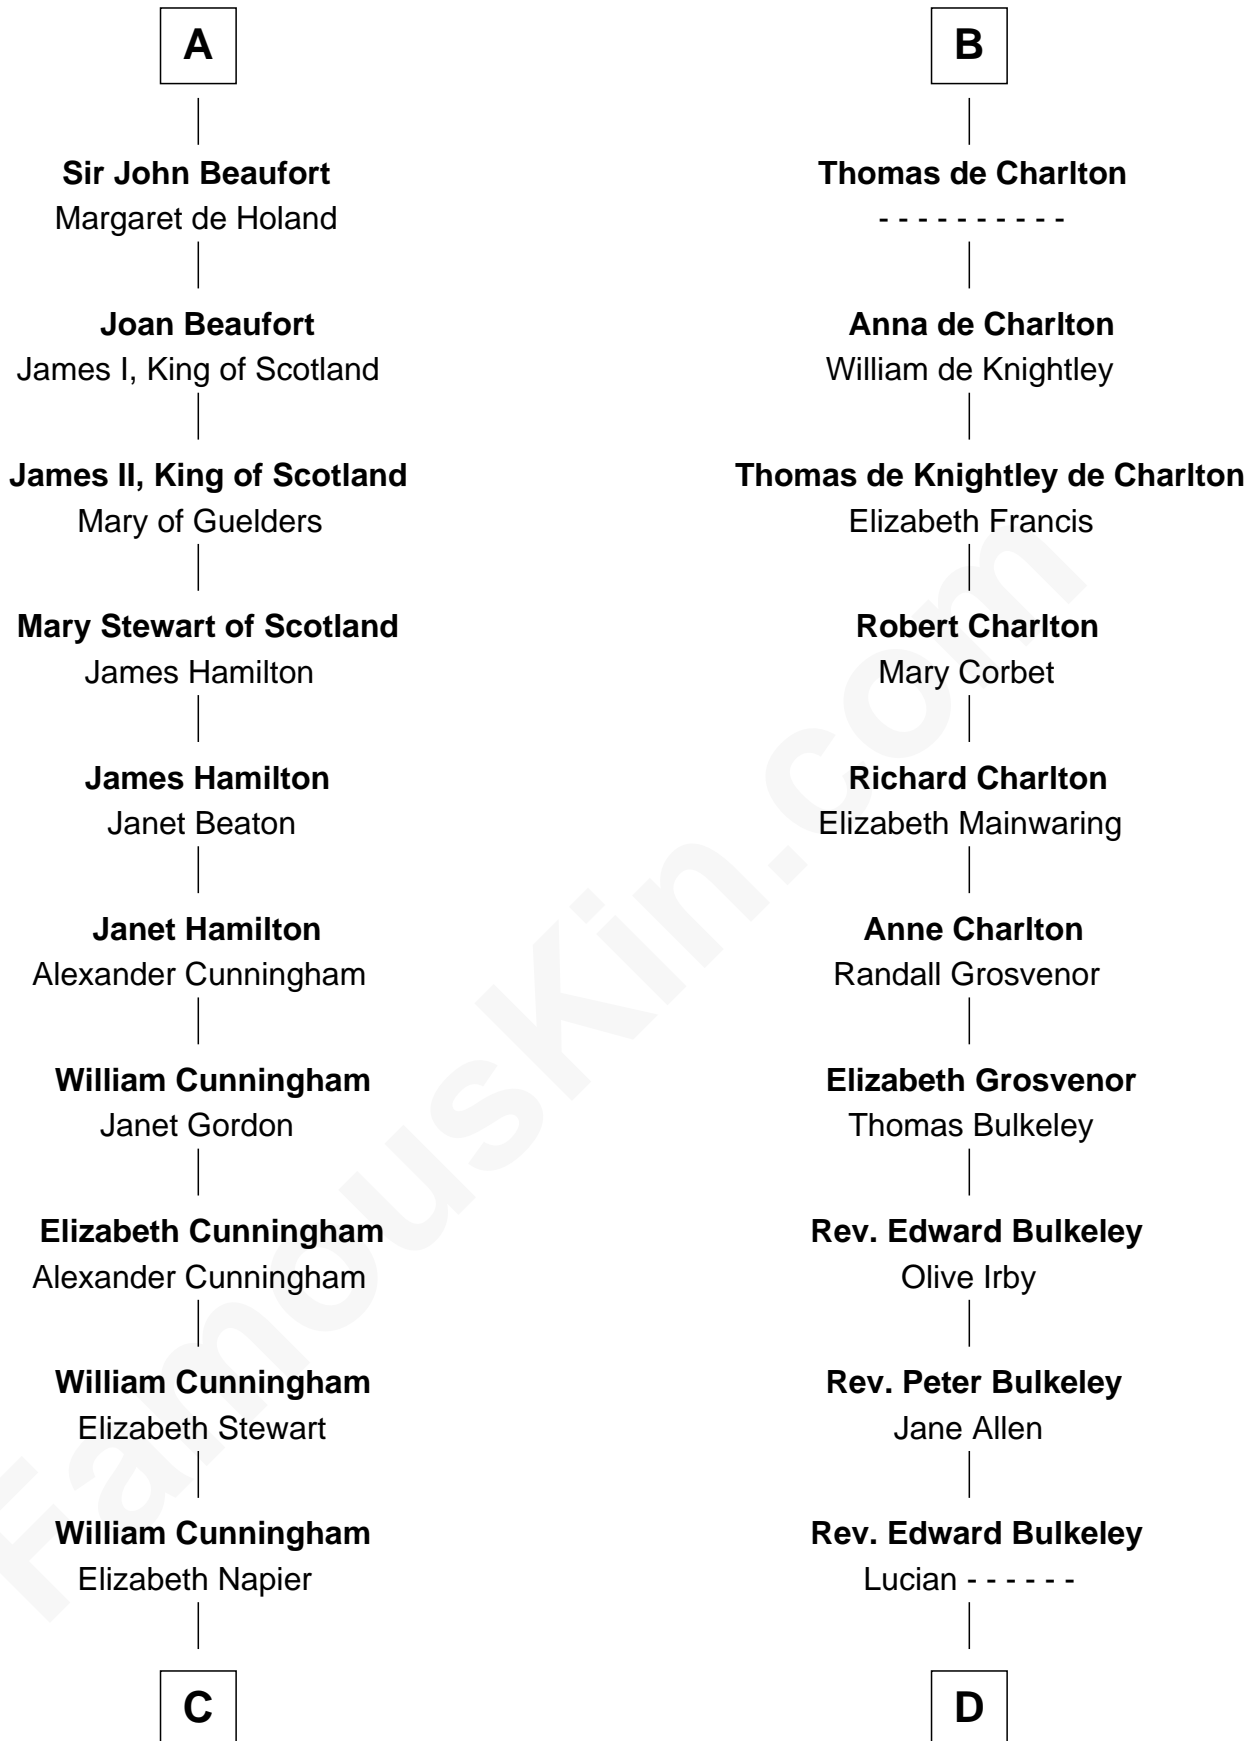 A
Sir John Beaufort
Margaret de Holand
Joan Beaufort
James I, King of Scotland
James II, King of Scotland
Mary of Guelders
Mary Stewart of Scotland
James Hamilton
James Hamilton
Janet Beaton
Janet Hamilton
Alexander Cunningham
William Cunningham
Janet Gordon
Elizabeth Cunningham
Alexander Cunningham
William Cunningham
Elizabeth Stewart
William Cunningham
Elizabeth Napier
C
B
Thomas de Charlton
- - - - - - - - - -
Anna de Charlton
William de Knightley
Thomas de Knightley de Charlton
Elizabeth Francis
Robert Charlton
Mary Corbet
Richard Charlton
Elizabeth Mainwaring
Anne Charlton
Randall Grosvenor
Elizabeth Grosvenor
Thomas Bulkeley
Rev. Edward Bulkeley
Olive Irby
Rev. Peter Bulkeley
Jane Allen
Rev. Edward Bulkeley
Lucian - - - - - -
D
FamousKin.com